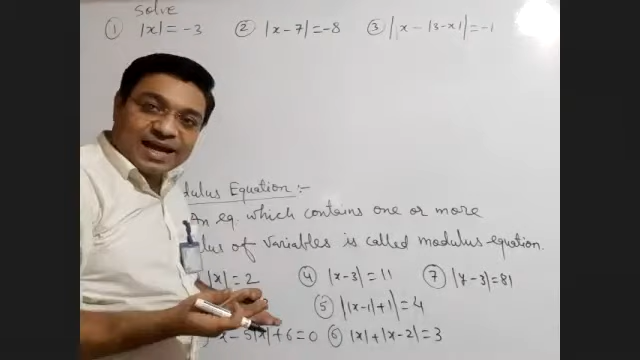 solve
① |x| = -3 ② |x-7| = -8 ③ |x - |3-x|| = -1
dulus Equation :-
An eq. which contains one or more
lus of variables is called modulus equation.
|x| = 2 ④ |x-3| = 11 ⑦ |x-3| = 81
⑤ ||x-1|+1| = 4
x - 5|x| + 6 = 0 ⑥ |x| + |x-2| = 3